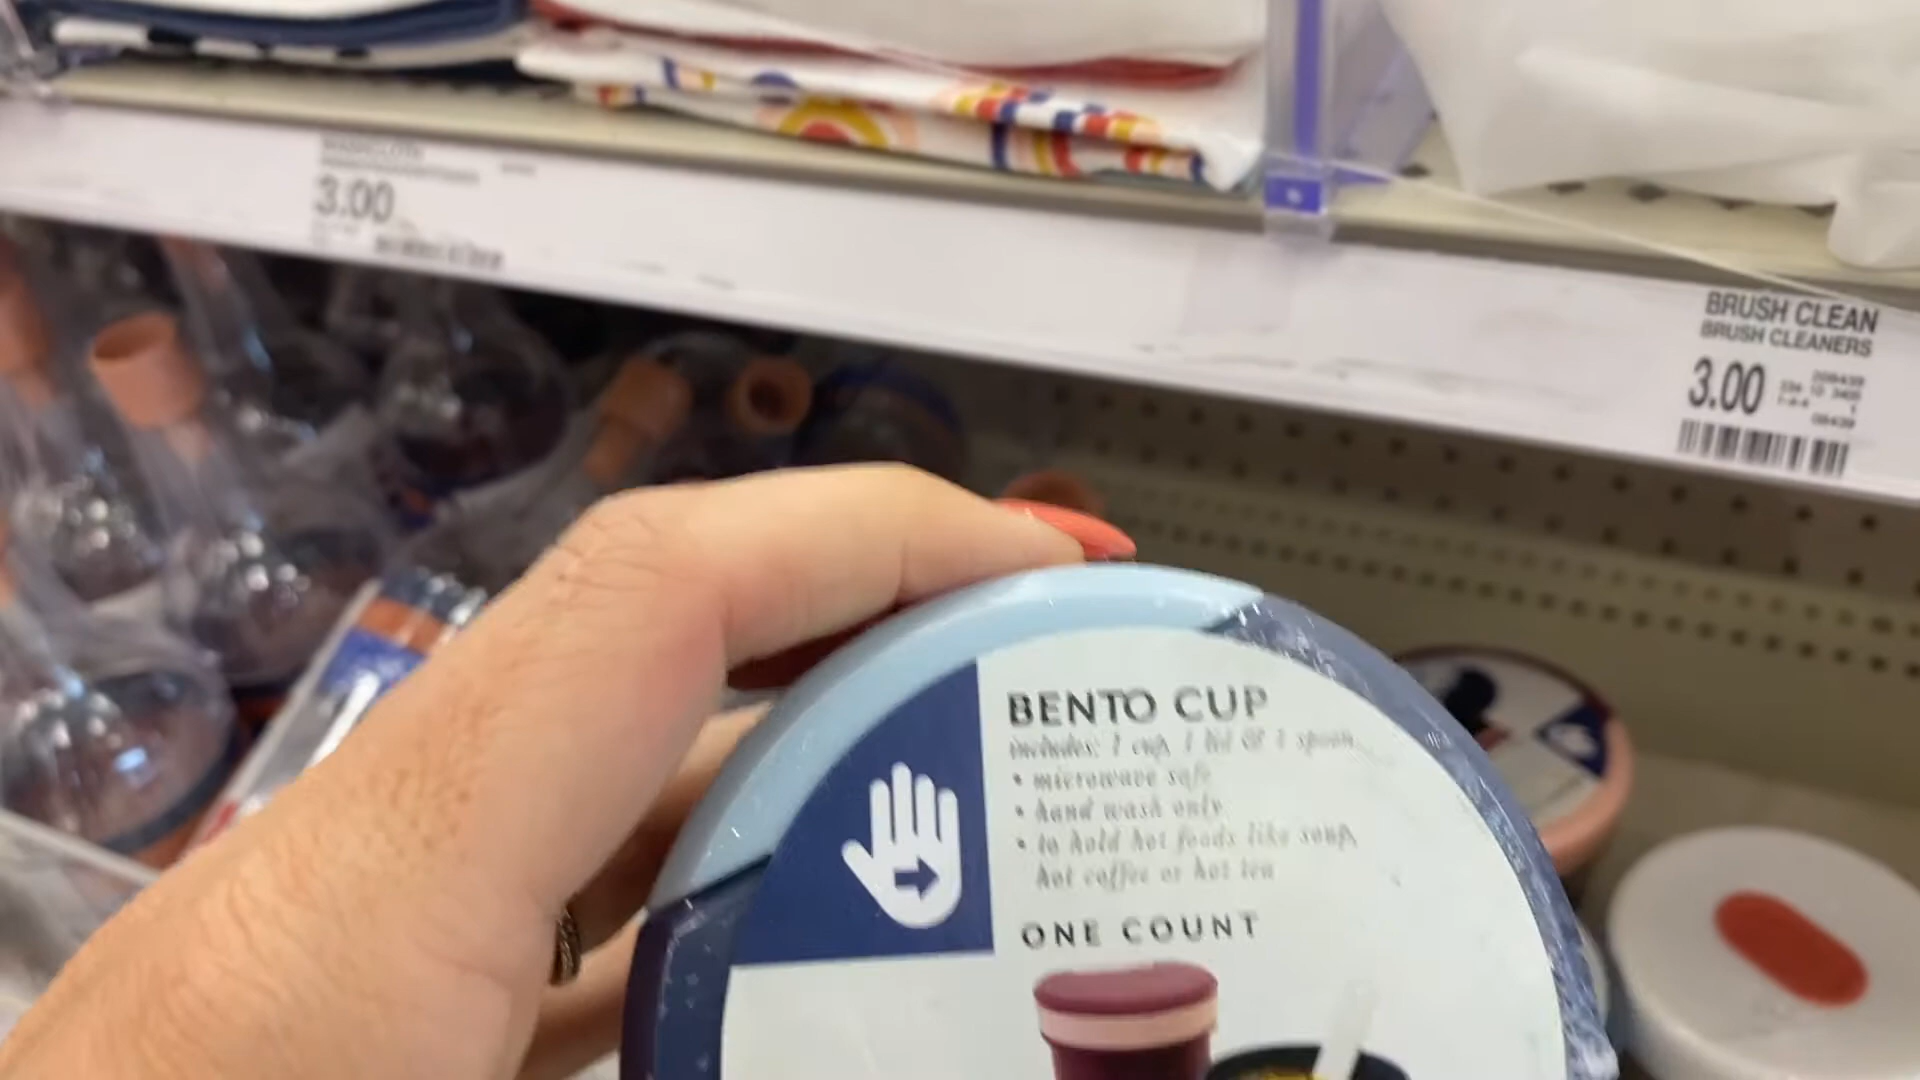 3.00
BRUSH CLEAN
BRUSH CLEANERS
3.00
BENTO CUP
includes: 1 cup, 1 lid & 1 spoon
• microwave safe
• hand wash only
• to hold hot foods like soup,
hot coffee or hot tea
ONE COUNT